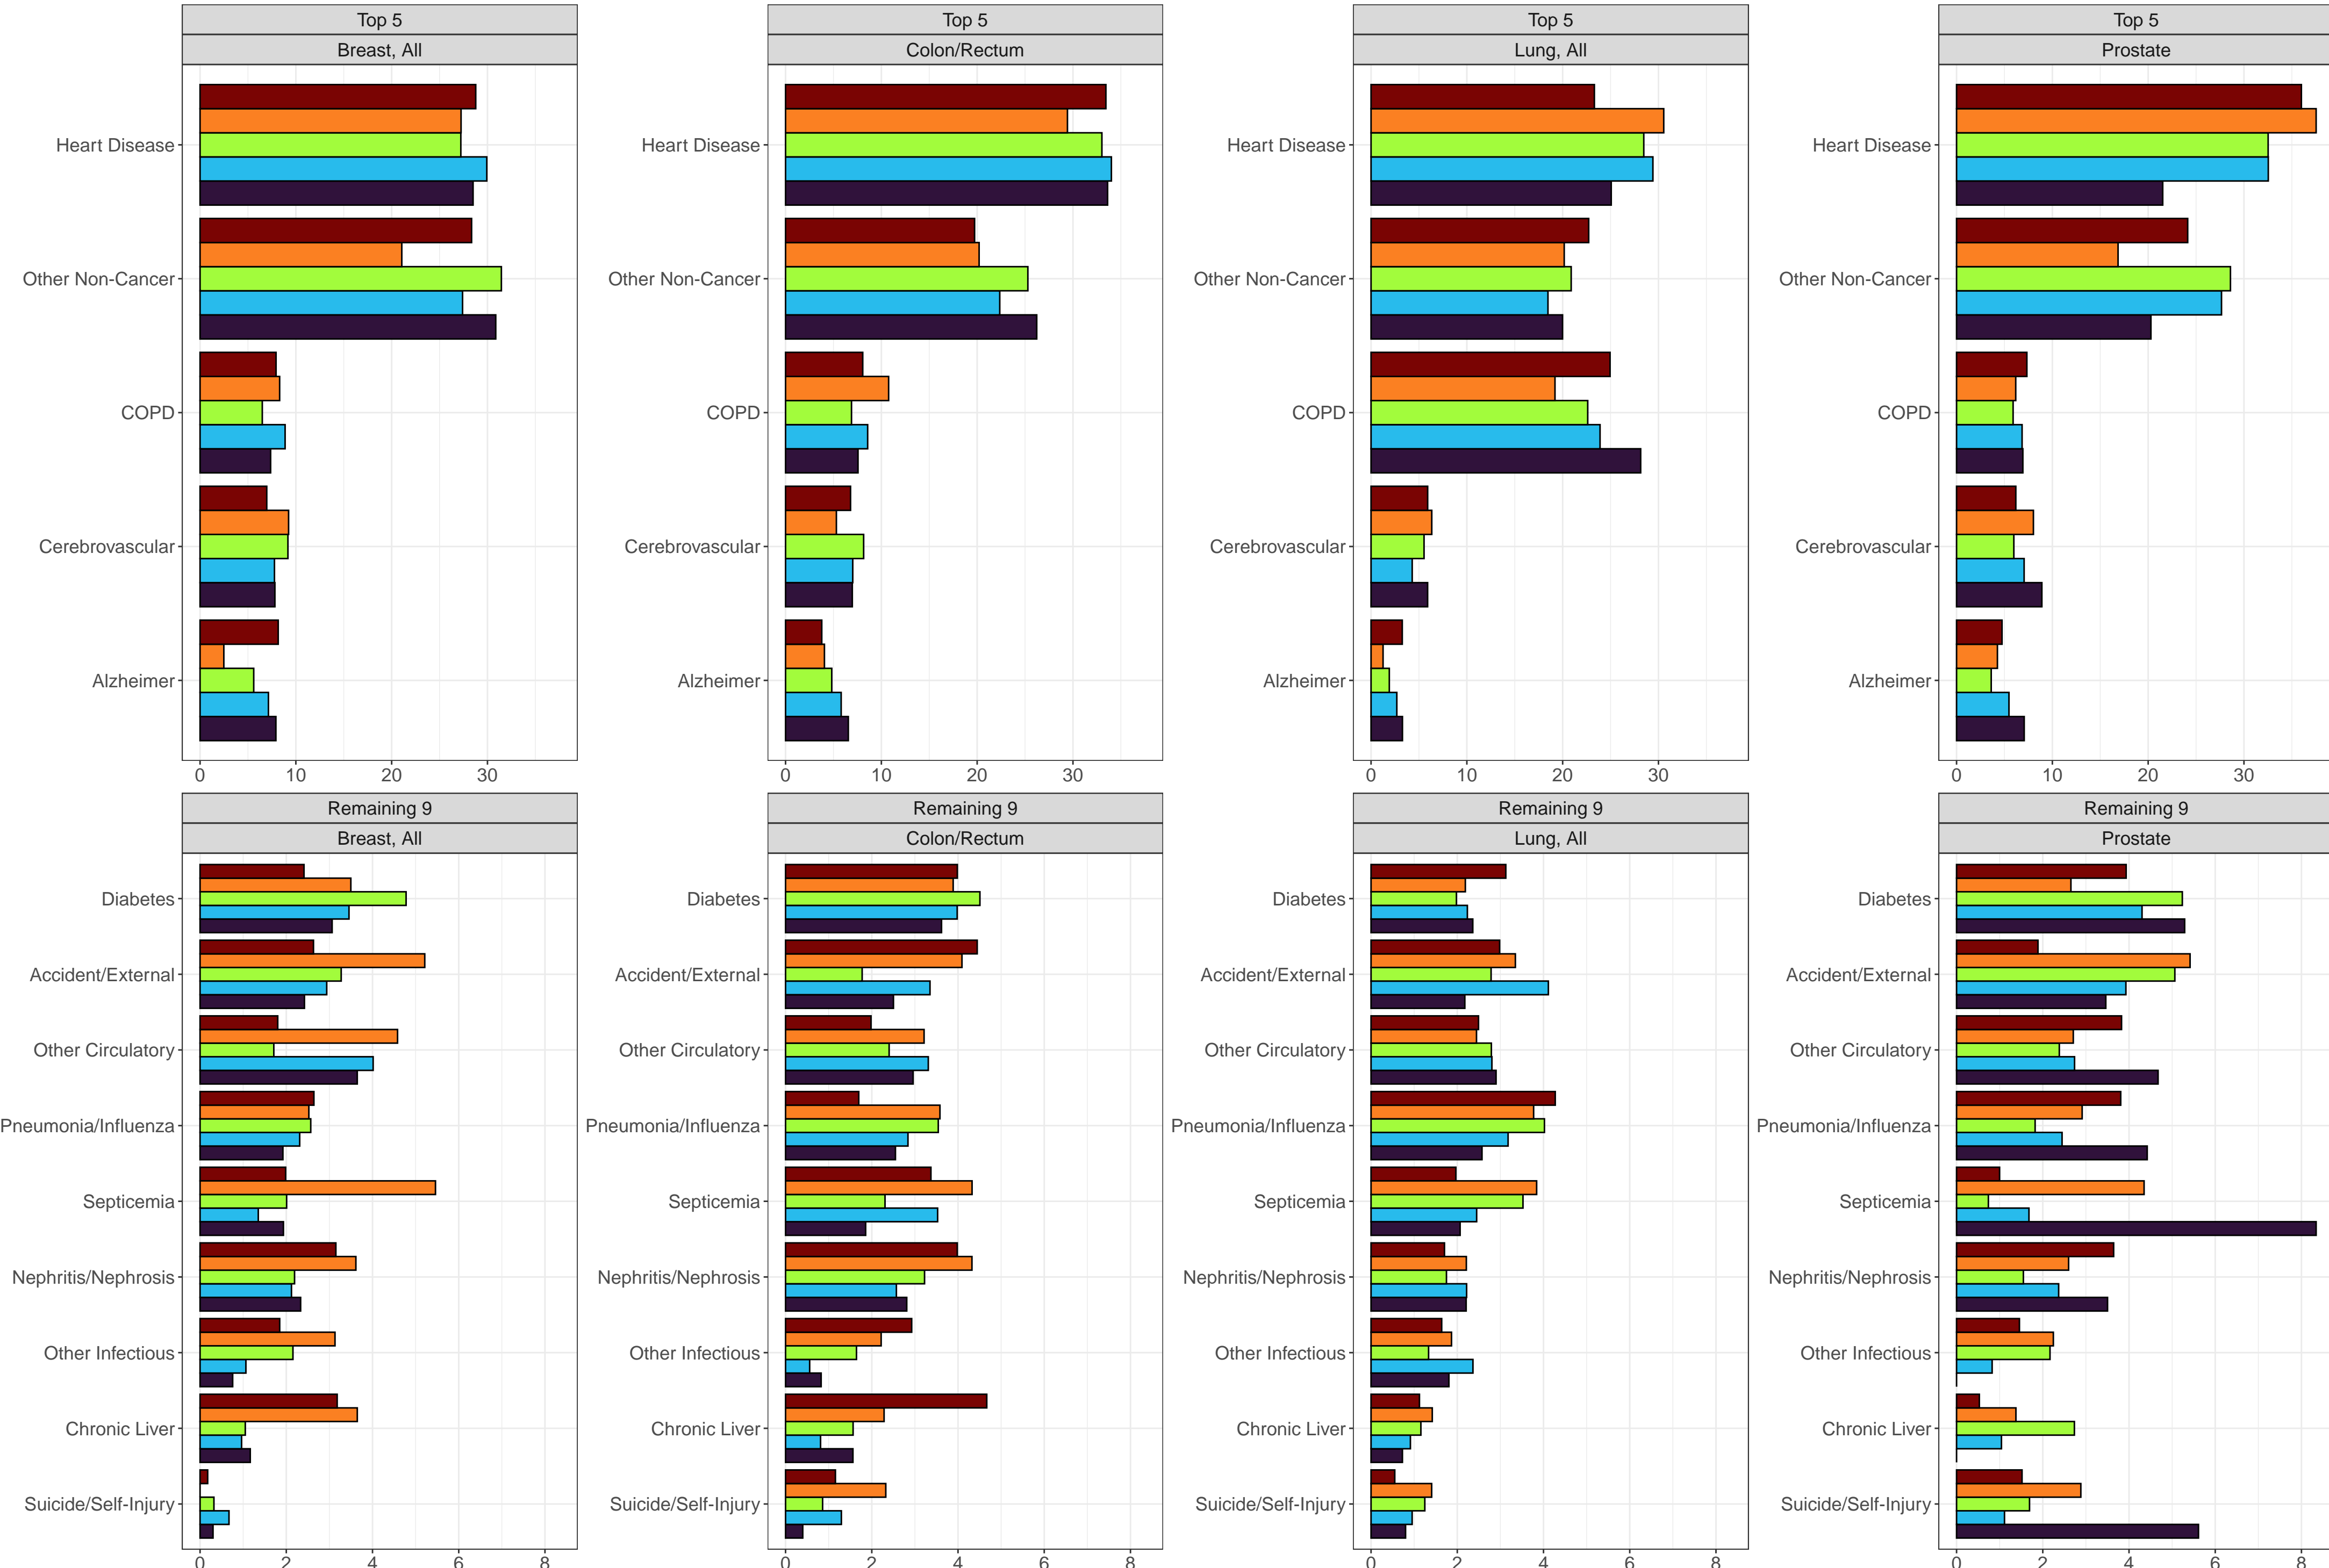 Top 5
Breast, All
Heart Disease
Other Non-Cancer
COPD
Cerebrovascular
Alzheimer
0 10 20 30
Top 5
Colon/Rectum
Heart Disease
Other Non-Cancer
COPD
Cerebrovascular
Alzheimer
0 10 20 30
Top 5
Lung, All
Heart Disease
Other Non-Cancer
COPD
Cerebrovascular
Alzheimer
0 10 20 30
Top 5
Prostate
Heart Disease
Other Non-Cancer
COPD
Cerebrovascular
Alzheimer
0 10 20 30
Remaining 9
Breast, All
Diabetes
Accident/External
Other Circulatory
Pneumonia/Influenza
Septicemia
Nephritis/Nephrosis
Other Infectious
Chronic Liver
Suicide/Self-Injury
0 2 4 6 8
Remaining 9
Colon/Rectum
Diabetes
Accident/External
Other Circulatory
Pneumonia/Influenza
Septicemia
Nephritis/Nephrosis
Other Infectious
Chronic Liver
Suicide/Self-Injury
0 2 4 6 8
Remaining 9
Lung, All
Diabetes
Accident/External
Other Circulatory
Pneumonia/Influenza
Septicemia
Nephritis/Nephrosis
Other Infectious
Chronic Liver
Suicide/Self-Injury
0 2 4 6 8
Remaining 9
Prostate
Diabetes
Accident/External
Other Circulatory
Pneumonia/Influenza
Septicemia
Nephritis/Nephrosis
Other Infectious
Chronic Liver
Suicide/Self-Injury
0 2 4 6 8